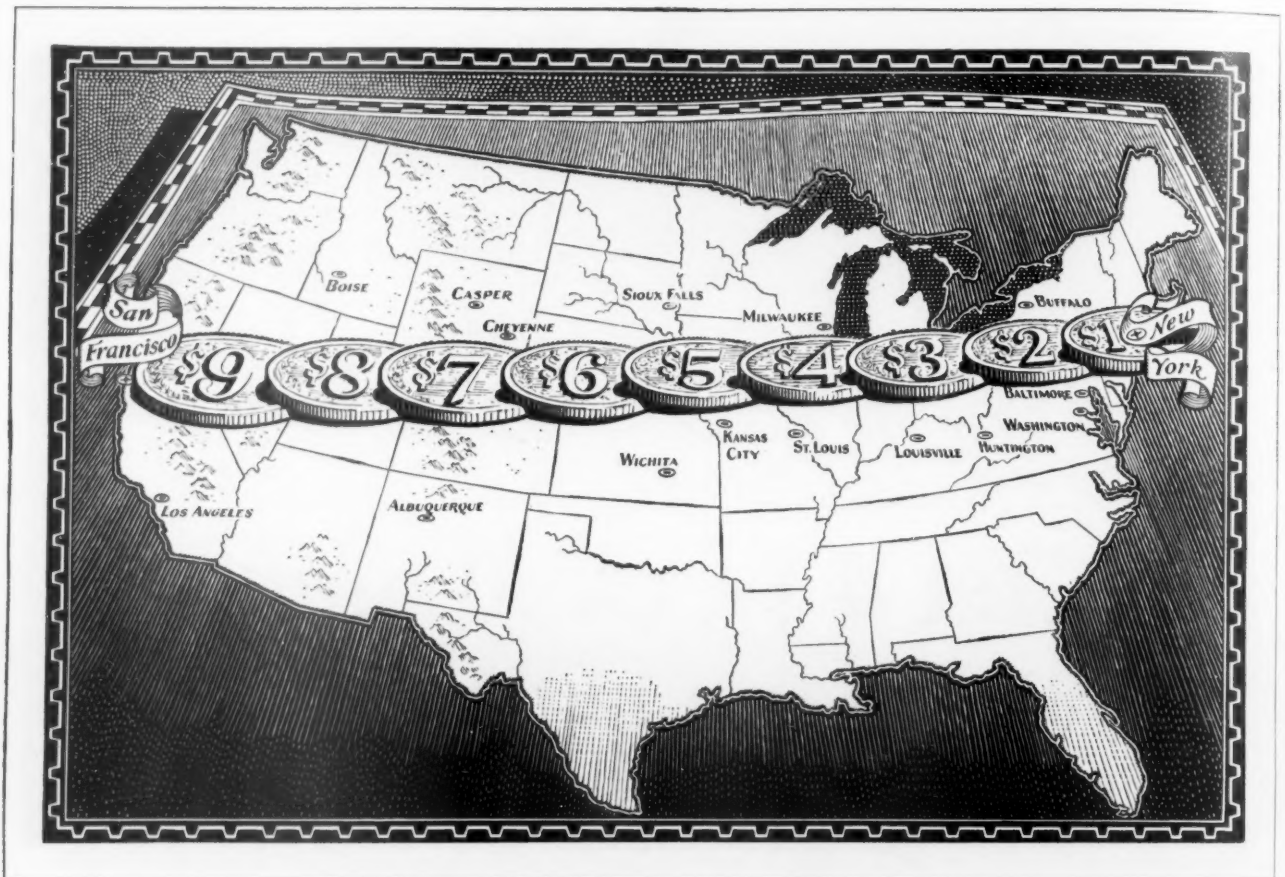 BOISE
CASPER
CHEYENNE
SIOUX FALLS
MILWAUKEE
BUFFALO
San
Francisco
$9
$8
$7
$6
$5
$4
$3
$2
$1
New
York
BALTIMORE
WASHINGTON
HUNTINGTON
LOUISVILLE
ST. LOUIS
KANSAS
CITY
WICHITA
ALBUQUERQUE
LOS ANGELES